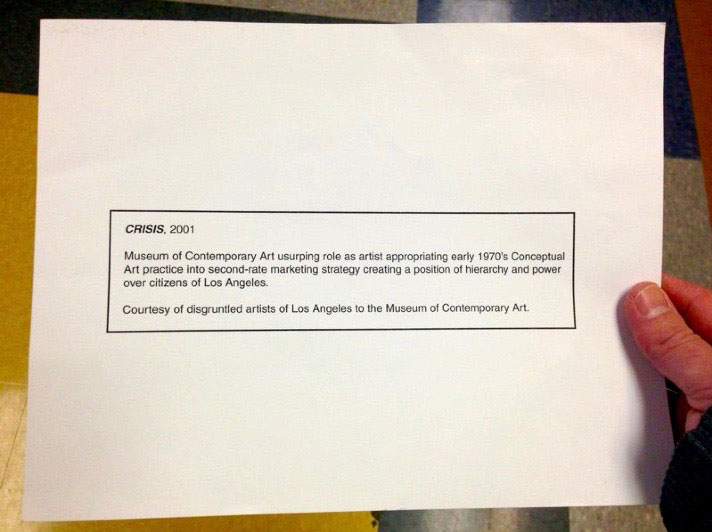 CRISIS, 2001
Museum of Contemporary Art usurping role as artist appropriating early 1970's Conceptual
Art practice into second-rate marketing strategy creating a position of hierarchy and power
over citizens of Los Angeles.
Courtesy of disgruntled artists of Los Angeles to the Museum of Contemporary Art.